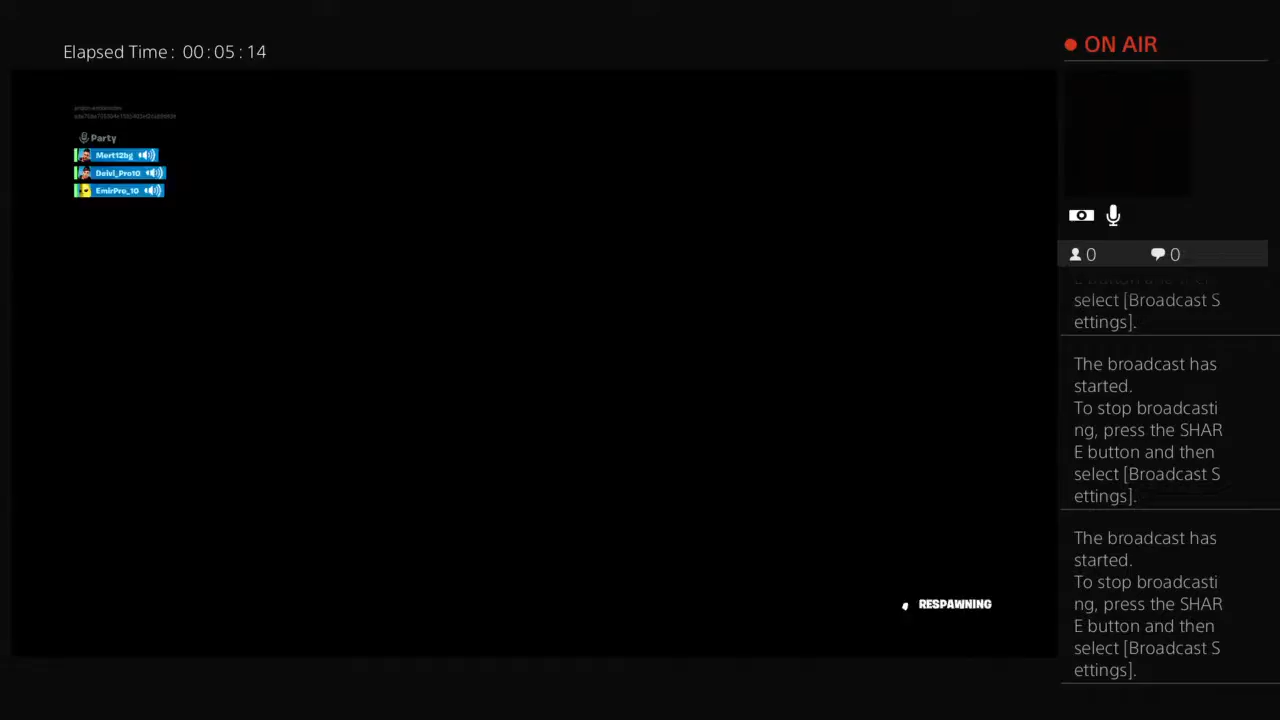 Elapsed Time: 00:05:14
ON AIR
Party
Mert12bg
Deivi_Pro10
EmirPro_10
0
0
select [Broadcast S
ettings].
The broadcast has
started.
To stop broadcasti
ng, press the SHAR
E button and then
select [Broadcast S
ettings].
The broadcast has
started.
To stop broadcasti
ng, press the SHAR
E button and then
select [Broadcast S
ettings].
RESPAWNING